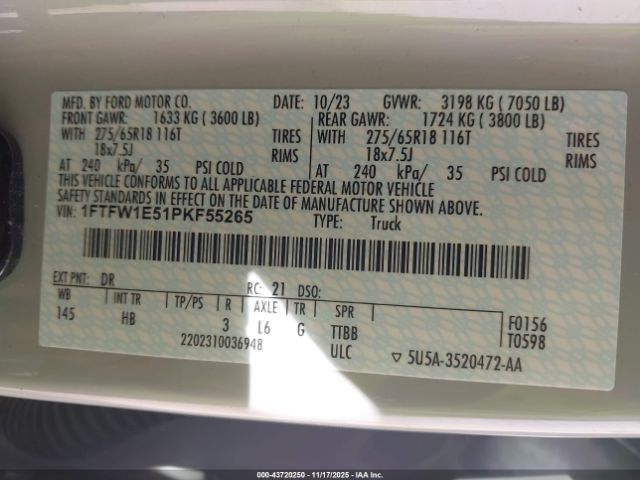 MFD. BY FORD MOTOR CO. DATE: 10/23 GVWR: 3198 KG ( 7050 LB)
FRONT GAWR: 1633 KG ( 3600 LB) REAR GAWR: 1724 KG ( 3800 LB)
WITH 275/65R18 116T TIRES WITH 275/65R18 116T TIRES
18x7.5J RIMS 18x7.5J RIMS
AT 240 kPa/ 35 PSI COLD AT 240 kPa/ 35 PSI COLD
THIS VEHICLE CONFORMS TO ALL APPLICABLE FEDERAL MOTOR VEHICLE
SAFETY STANDARDS IN EFFECT ON THE DATE OF MANUFACTURE SHOWN ABOVE.
VIN: 1FTFW1E51PKF55265 TYPE: Truck
EXT PNT: DR RC: 21 DSO:
WB INT TR TP/PS R AXLE TR SPR
145 HB 3 L6 G TTBB F0156
2202310036948 ULC T0598
▽ 5U5A-3520472-AA
000-43720250 - 11/17/2025 - IAA, Inc.